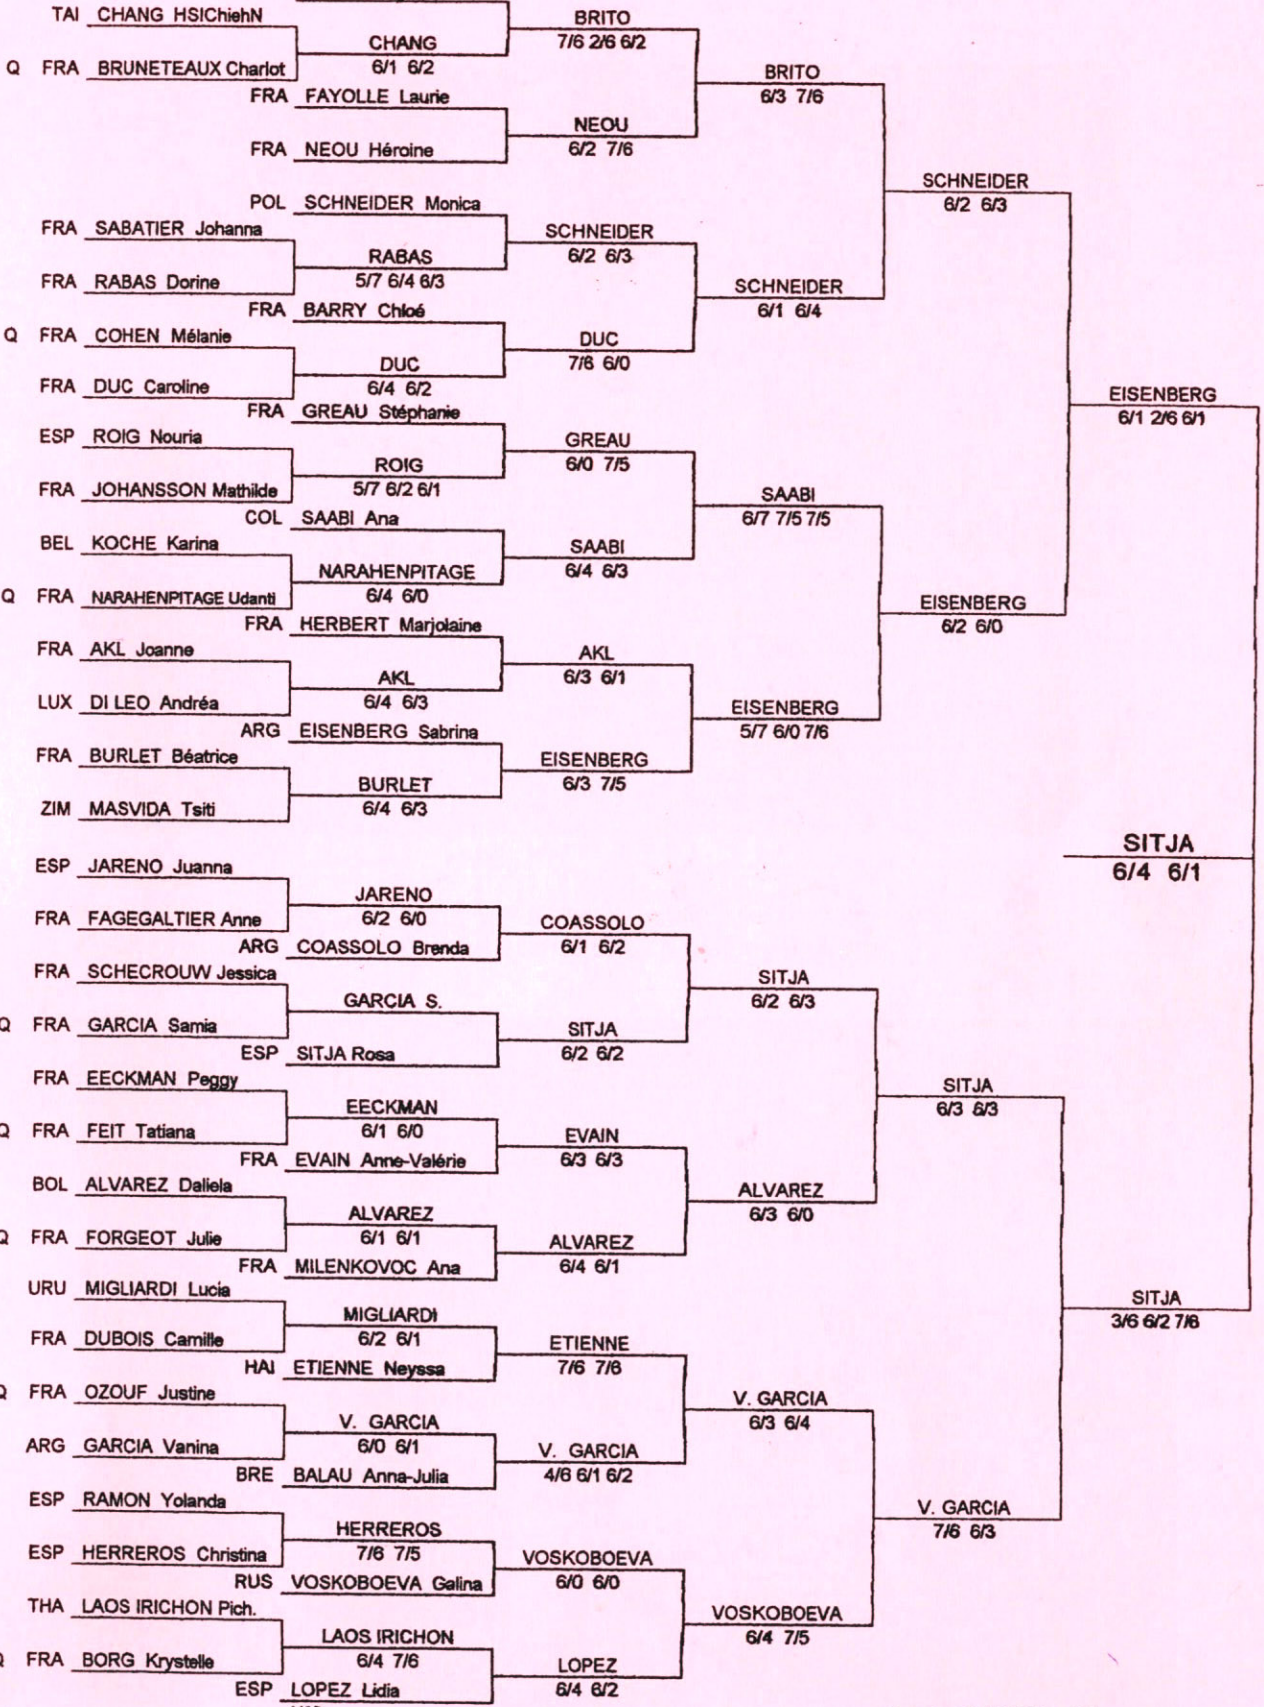 BRITO
TAI CHANG HSIChiehN
7/6 2/6 6/2
CHANG
Q FRA BRUNETEAUX Charlot
6/1 6/2
BRITO
6/3 7/6
FRA FAYOLLE Laurie
NEOU
6/2 7/6
FRA NEOU Héroine
SCHNEIDER
6/2 6/3
POL SCHNEIDER Monica
FRA SABATIER Johanna
SCHNEIDER
6/2 6/3
RABAS
5/7 6/4 6/3
FRA RABAS Dorine
SCHNEIDER
6/1 6/4
FRA BARRY Chloé
Q FRA COHEN Mélanie
DUC
7/6 6/0
DUC
6/4 6/2
FRA DUC Caroline
EISENBERG
6/1 2/6 6/1
FRA GREAU Stéphanie
ESP ROIG Nouria
GREAU
6/0 7/5
ROIG
5/7 6/2 6/1
FRA JOHANSSON Mathilde
SAABI
6/7 7/5 7/5
COL SAABI Ana
BEL KOCHE Karina
SAABI
6/4 6/3
NARAHENPITAGE
6/4 6/0
Q FRA NARAHENPITAGE Udanti
EISENBERG
6/2 6/0
FRA HERBERT Marjolaine
FRA AKL Joanne
AKL
6/3 6/1
AKL
6/4 6/3
LUX DI LEO Andréa
EISENBERG
5/7 6/0 7/6
ARG EISENBERG Sabrina
FRA BURLET Béatrice
EISENBERG
6/3 7/5
BURLET
6/4 6/3
ZIM MASVIDA Tsiti
SITJA
6/4 6/1
ESP JARENO Juanna
JARENO
6/2 6/0
FRA FAGEGALTIER Anne
COASSOLO
6/1 6/2
ARG COASSOLO Brenda
FRA SCHECROUW Jessica
SITJA
6/2 6/3
GARCIA S.
Q FRA GARCIA Samia
SITJA
6/2 6/2
ESP SITJA Rosa
FRA EECKMAN Peggy
SITJA
6/3 6/3
EECKMAN
6/1 6/0
Q FRA FEIT Tatiana
EVAIN
6/3 6/3
FRA EVAIN Anne-Valérie
BOL ALVAREZ Daliela
ALVAREZ
6/3 6/0
ALVAREZ
6/1 6/1
Q FRA FORGEOT Julie
ALVAREZ
6/4 6/1
FRA MILENKOVOC Ana
URU MIGLIARDI Lucia
SITJA
3/6 6/2 7/6
MIGLIARDI
6/2 6/1
FRA DUBOIS Camille
ETIENNE
7/6 7/6
HAI ETIENNE Neyssa
Q FRA OZOUF Justine
V. GARCIA
6/3 6/4
V. GARCIA
6/0 6/1
ARG GARCIA Vanina
V. GARCIA
4/6 6/1 6/2
BRE BALAU Anna-Julia
ESP RAMON Yolanda
V. GARCIA
7/6 6/3
HERREROS
7/6 7/5
ESP HERREROS Christina
VOSKOBOEVA
6/0 6/0
RUS VOSKOBOEVA Galina
THA LAOS IRICHON Pich.
VOSKOBOEVA
6/4 7/5
LAOS IRICHON
6/4 7/6
Q FRA BORG Krystelle
LOPEZ
6/4 6/2
ESP LOPEZ Lidia